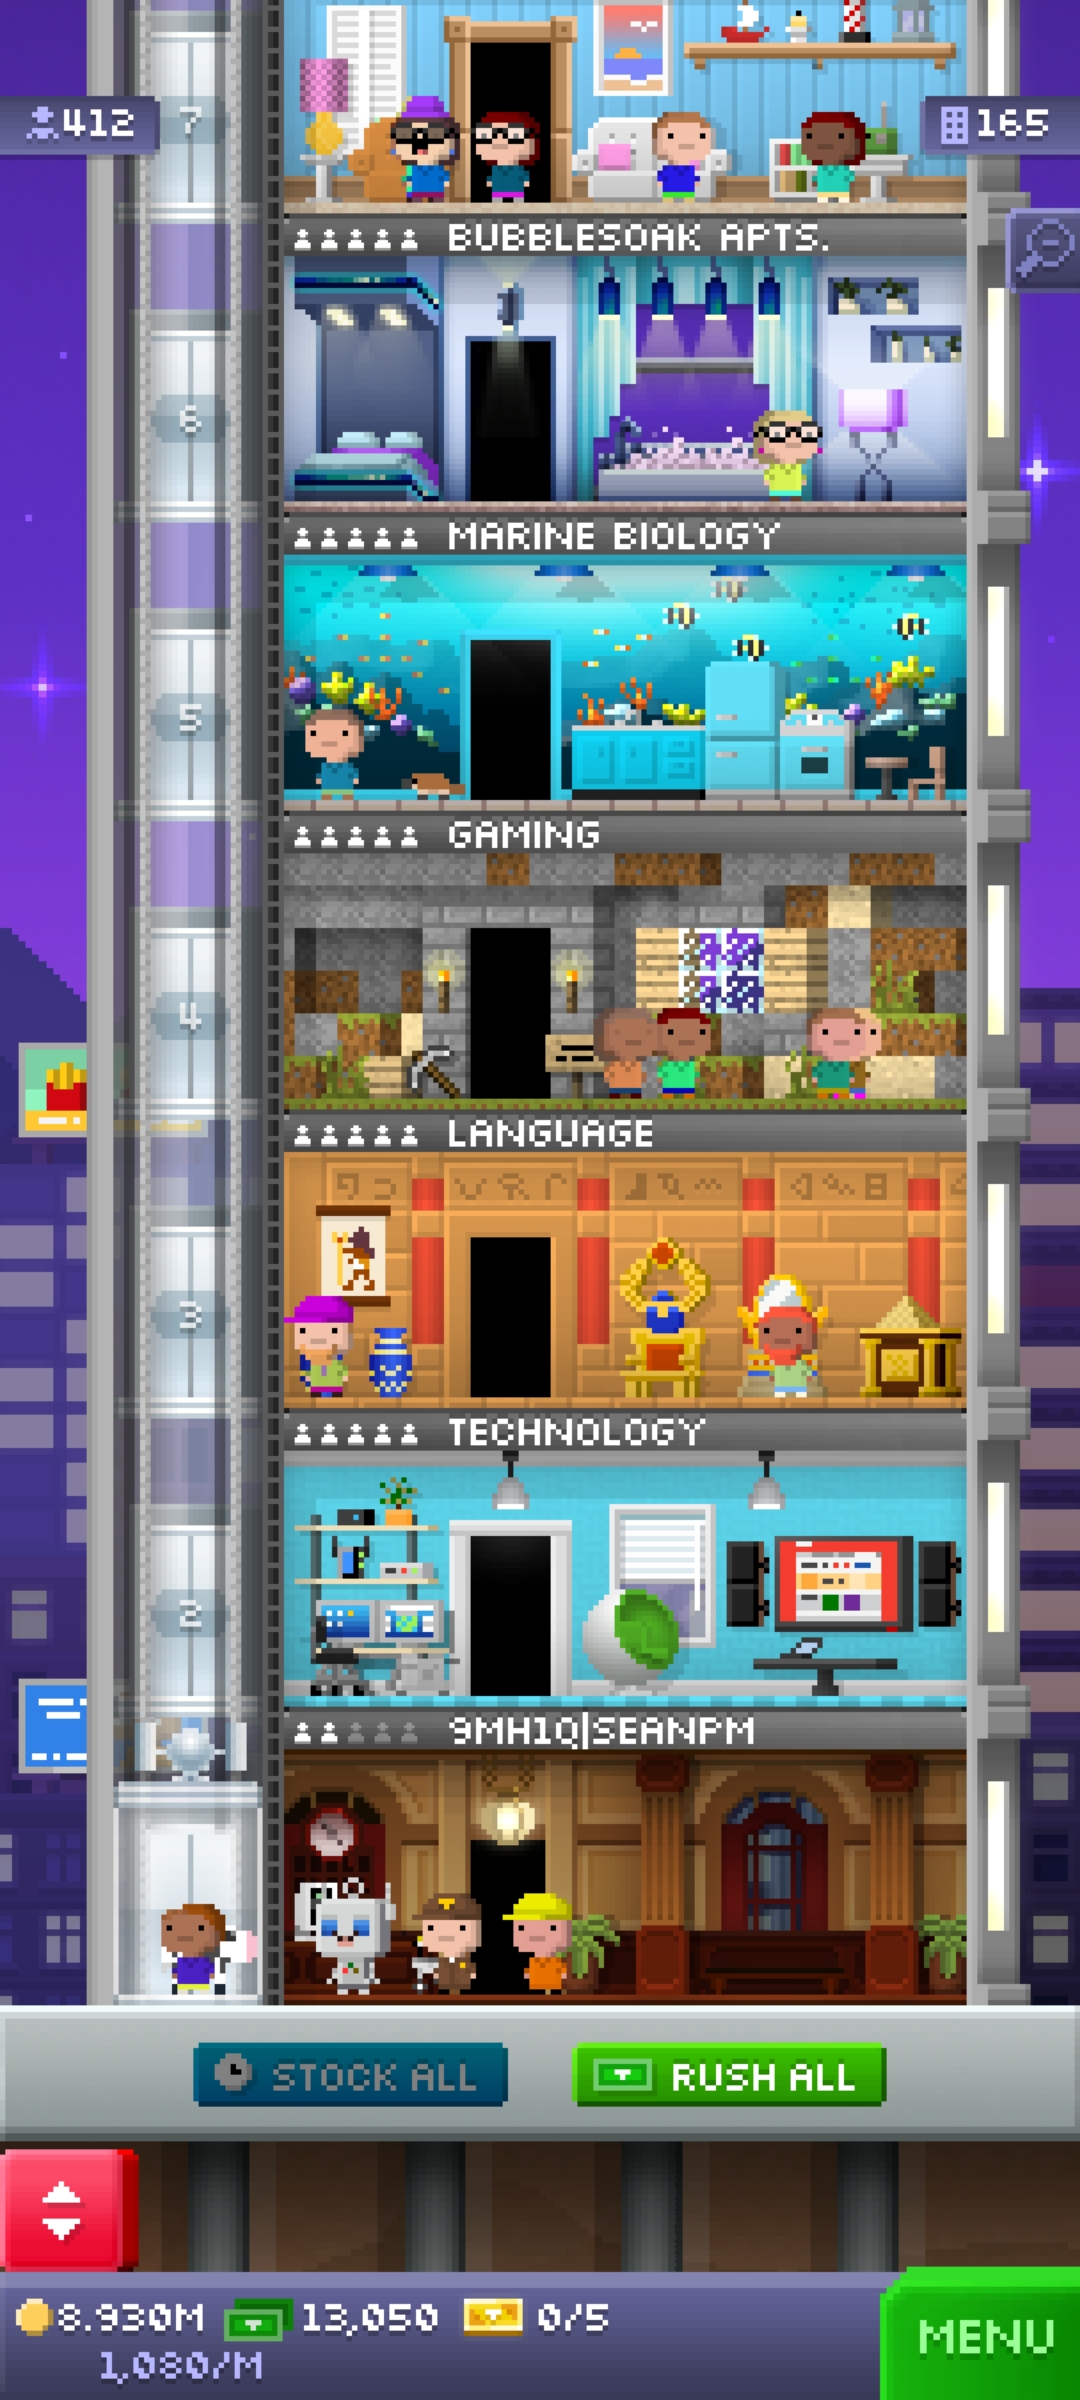 7
412
165
BUBBLESOAK APTS.
6
MARINE BIOLOGY
5
GAMING
4
LANGUAGE
3
TECHNOLOGY
2
9MH1Q|SEANPM
STOCK ALL
RUSH ALL
8.930M
13,050
0/5
1,080/M
MENU